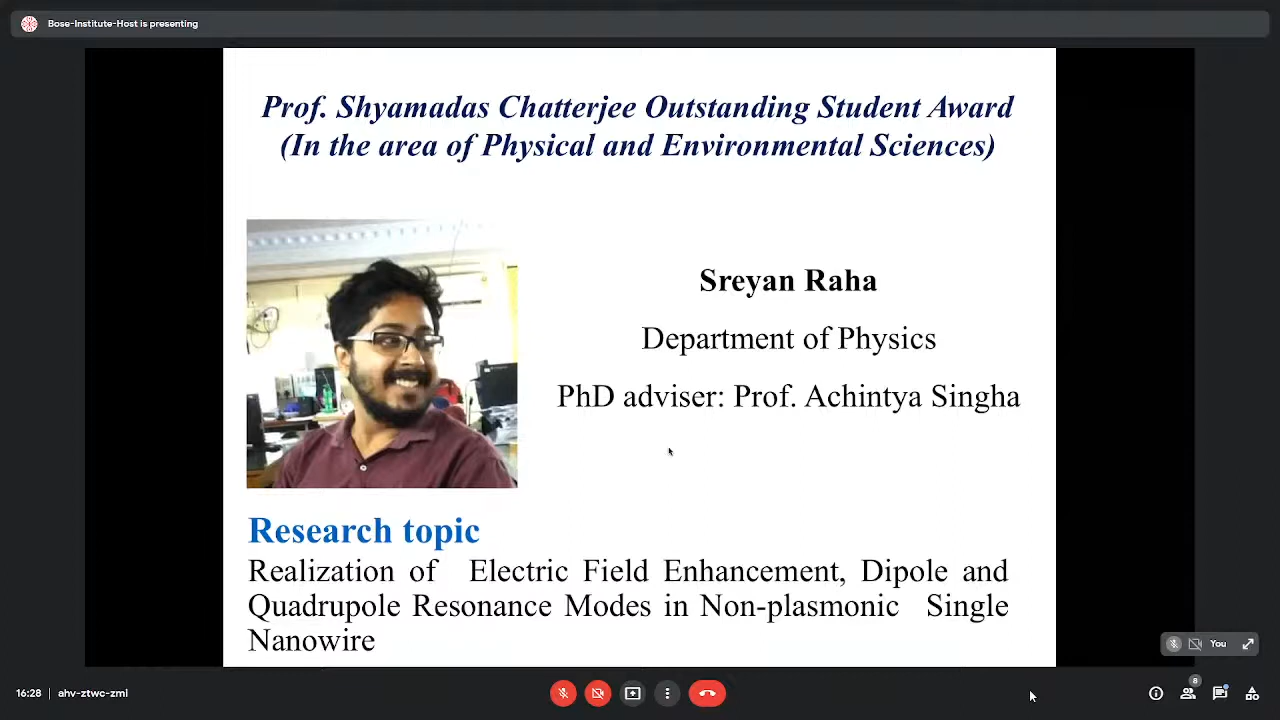 Bose-Institute-Host is presenting
Prof. Shyamadas Chatterjee Outstanding Student Award
(In the area of Physical and Environmental Sciences)
Sreyan Raha
Department of Physics
PhD adviser: Prof. Achintya Singha
Research topic
Realization of Electric Field Enhancement, Dipole and
Quadrupole Resonance Modes in Non-plasmonic Single
Nanowire
You
16:28
ahv-ztwc-zml
8